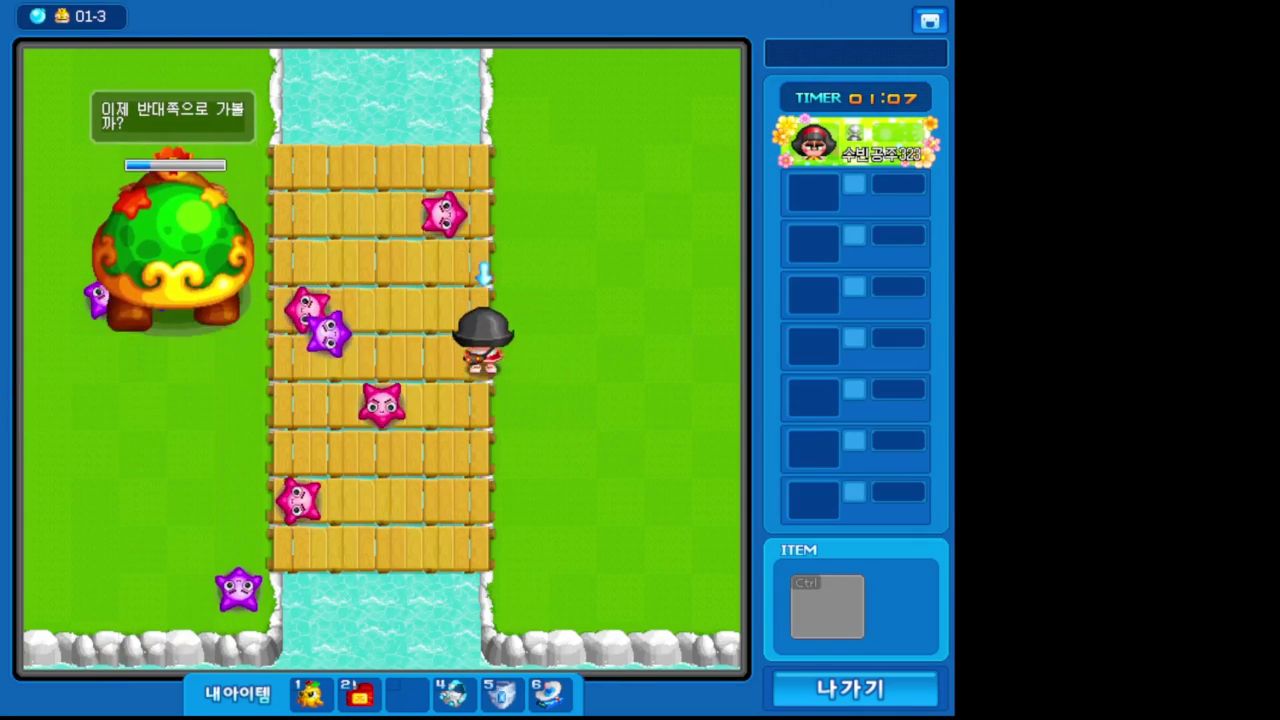 01-3
이제 반대쪽으로 가볼
까?
TIMER 01:07
수빈공주323
ITEM
Ctrl
내아이템 1 2 4 5 6
나가기